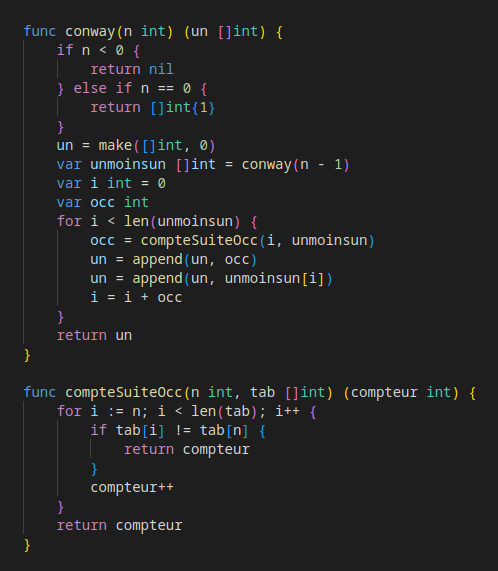 func conway(n int) (un []int) {
    if n < 0 {
        return nil
    } else if n == 0 {
        return []int{1}
    }
    un = make([]int, 0)
    var unmoinsun []int = conway(n - 1)
    var i int = 0
    var occ int
    for i < len(unmoinsun) {
        occ = compteSuiteOcc(i, unmoinsun)
        un = append(un, occ)
        un = append(un, unmoinsun[i])
        i = i + occ
    }
    return un
}

func compteSuiteOcc(n int, tab []int) (compteur int) {
    for i := n; i < len(tab); i++ {
        if tab[i] != tab[n] {
            return compteur
        }
        compteur++
    }
    return compteur
}